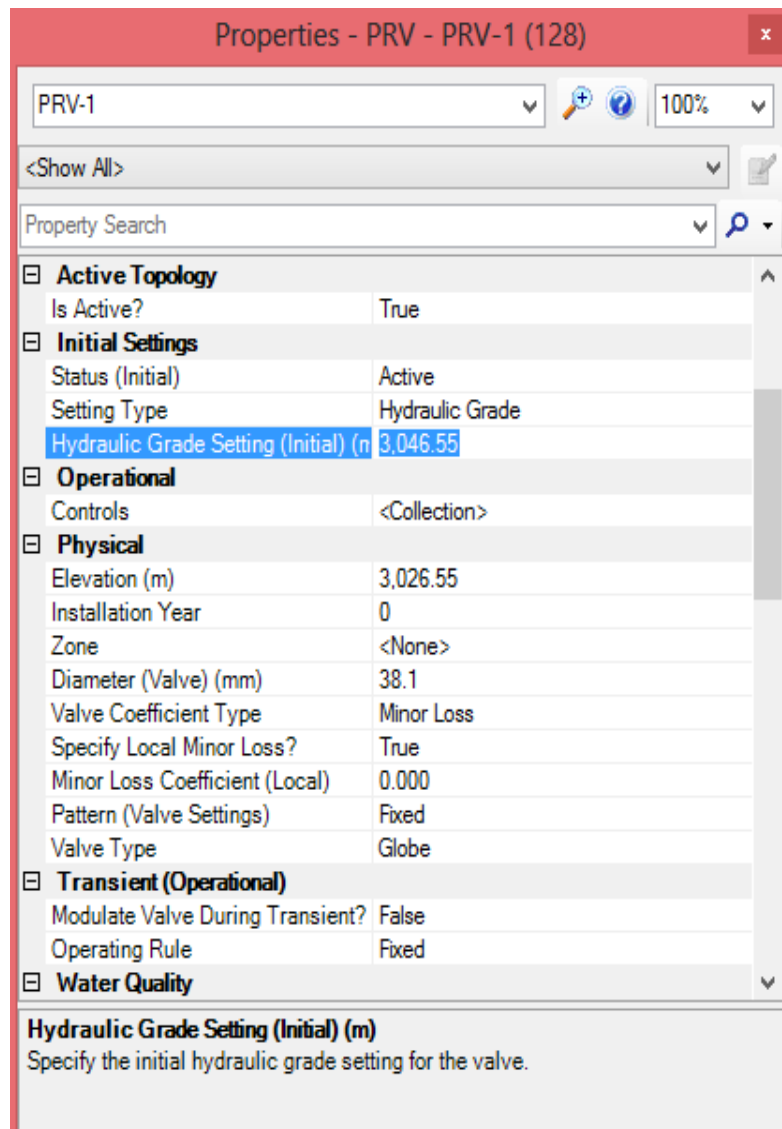 Properties - PRV - PRV-1 (128) x
PRV-1 100%
<Show All>
Property Search
Active Topology
Is Active? True
Initial Settings
Status (Initial) Active
Setting Type Hydraulic Grade
Hydraulic Grade Setting (Initial) (m 3,046.55
Operational
Controls <Collection>
Physical
Elevation (m) 3,026.55
Installation Year 0
Zone <None>
Diameter (Valve) (mm) 38.1
Valve Coefficient Type Minor Loss
Specify Local Minor Loss? True
Minor Loss Coefficient (Local) 0.000
Pattern (Valve Settings) Fixed
Valve Type Globe
Transient (Operational)
Modulate Valve During Transient? False
Operating Rule Fixed
Water Quality
Hydraulic Grade Setting (Initial) (m)
Specify the initial hydraulic grade setting for the valve.